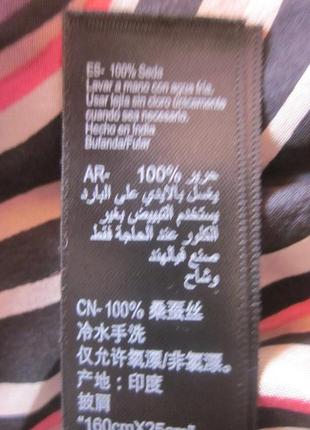 ES- 100% Seda
Lavar a mano con agua fría.
Usar lejía sin cloro únicamente
cuando sea necesario.
Hecho en India
Bufanda/Fular
AR- 100% حرير
يغسل بالأيدي على البارد
يستخدم التبييض بغير
الكلور عند الحاجة فقط
صنع فيالهند
وشاح
CN-100% 桑蚕丝
冷水手洗
仅允许氧漂/非氯漂。
产地：印度
披肩
"160cmX25cm"